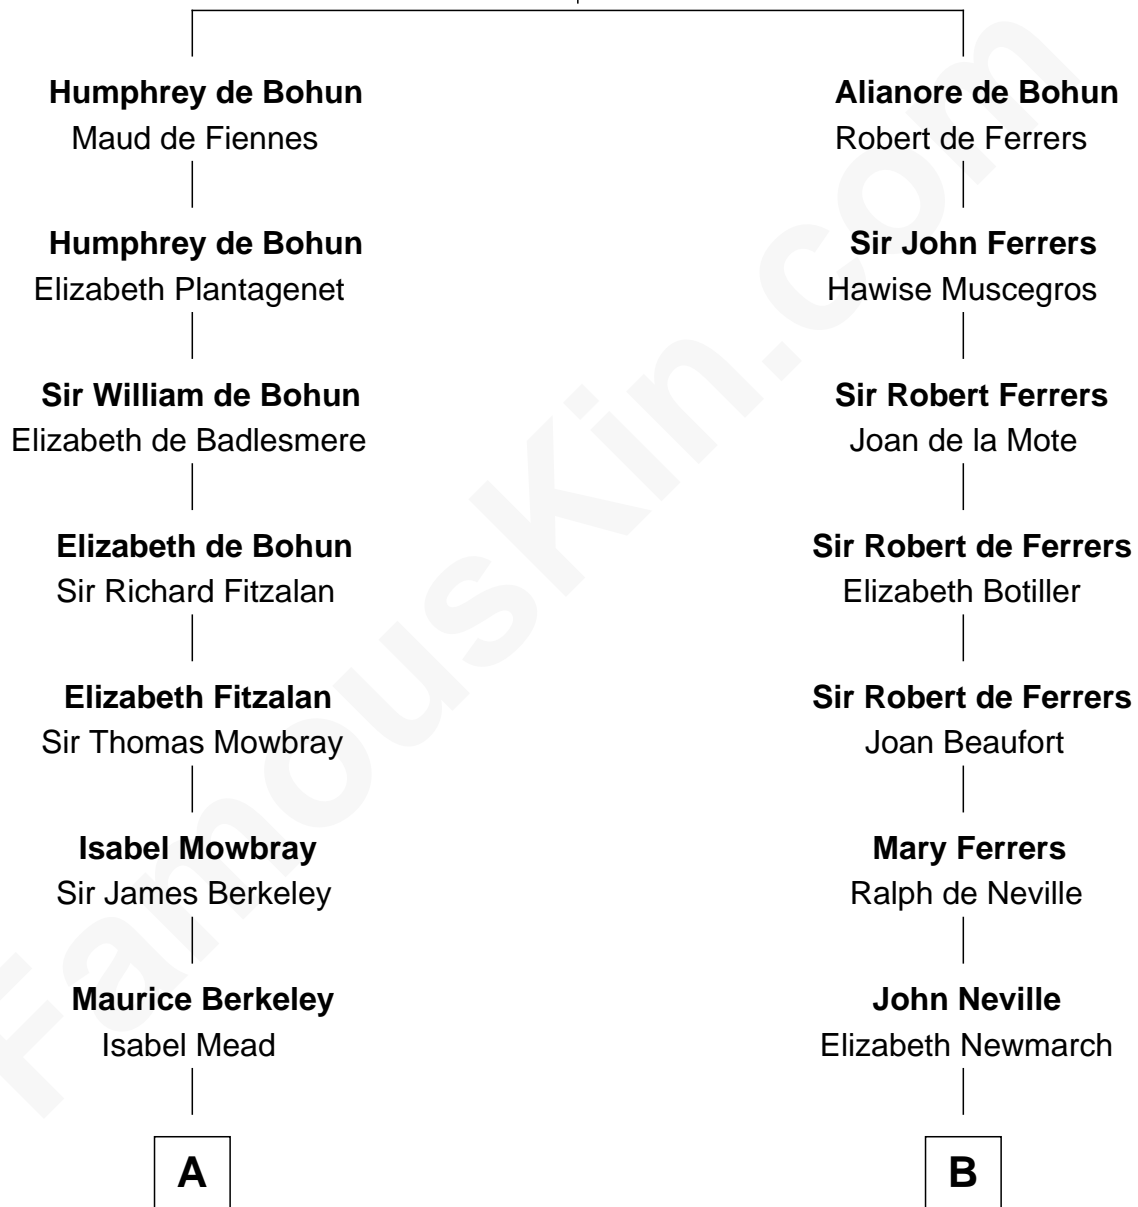 Humphrey de Bohun
Maud de Fiennes
Humphrey de Bohun
Elizabeth Plantagenet
Sir William de Bohun
Elizabeth de Badlesmere
Elizabeth de Bohun
Sir Richard Fitzalan
Elizabeth Fitzalan
Sir Thomas Mowbray
Isabel Mowbray
Sir James Berkeley
Maurice Berkeley
Isabel Mead
A
Alianore de Bohun
Robert de Ferrers
Sir John Ferrers
Hawise Muscegros
Sir Robert Ferrers
Joan de la Mote
Sir Robert de Ferrers
Elizabeth Botiller
Sir Robert de Ferrers
Joan Beaufort
Mary Ferrers
Ralph de Neville
John Neville
Elizabeth Newmarch
B
FamousKin.com